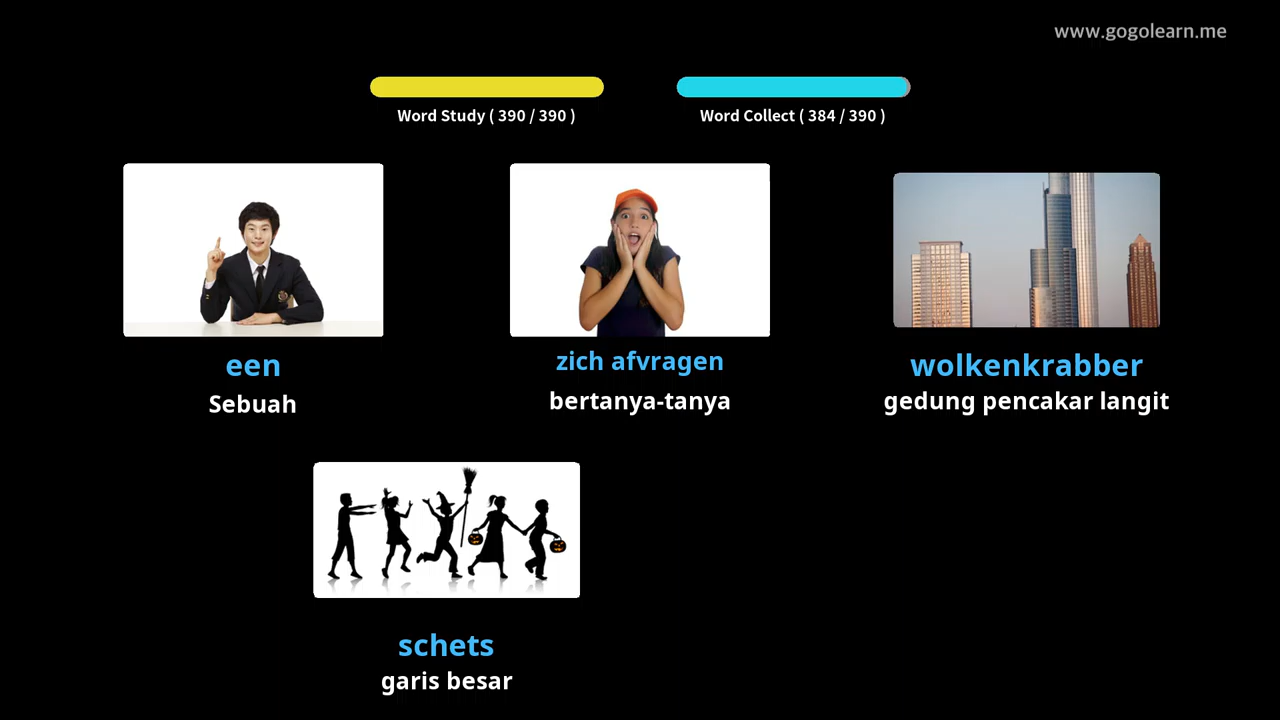 www.gogolearn.me
Word Study ( 390 / 390 )
Word Collect ( 384 / 390 )
een
Sebuah
zich afvragen
bertanya-tanya
wolkenkrabber
gedung pencakar langit
schets
garis besar